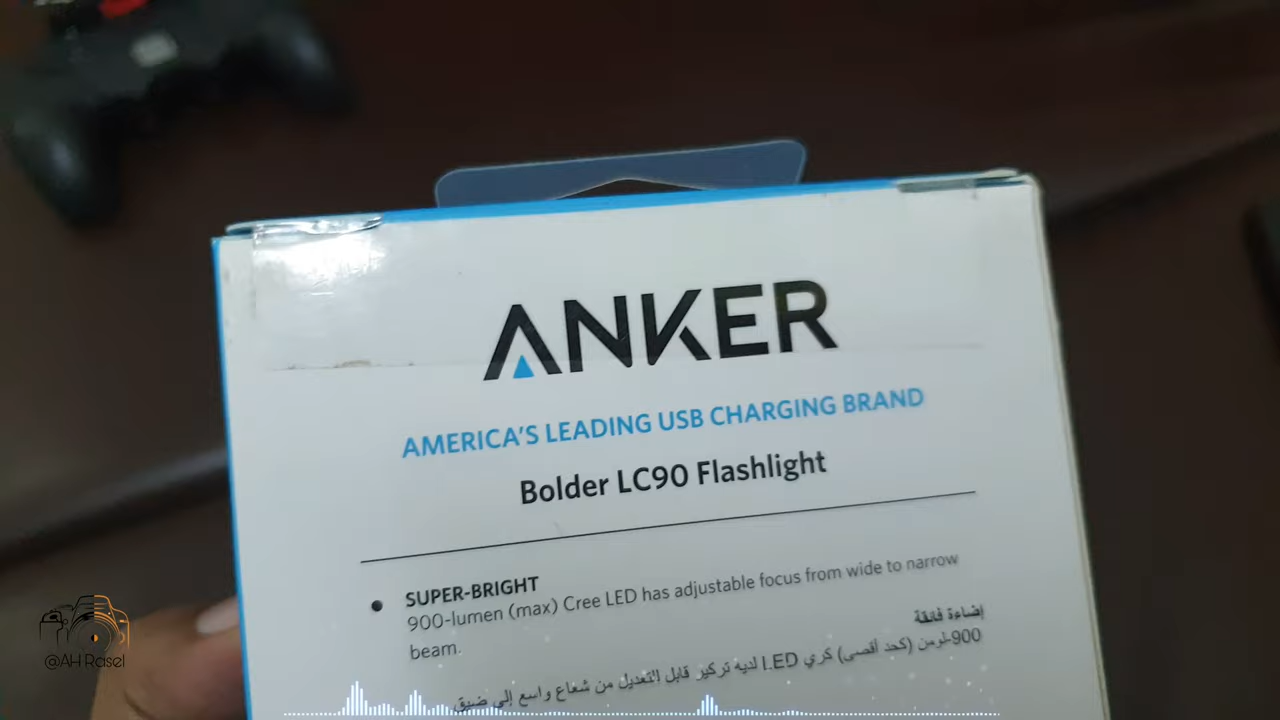 ANKER
AMERICA'S LEADING USB CHARGING BRAND
Bolder LC90 Flashlight
SUPER-BRIGHT
900-lumen (max) Cree LED has adjustable focus from wide to narrow
beam.
إضاءة فائقة
900-لومن (كحد أقصى) كري LED لديه تركيز قابل للتعديل من شعاع واسع إلى ضيق
@AH Rasel